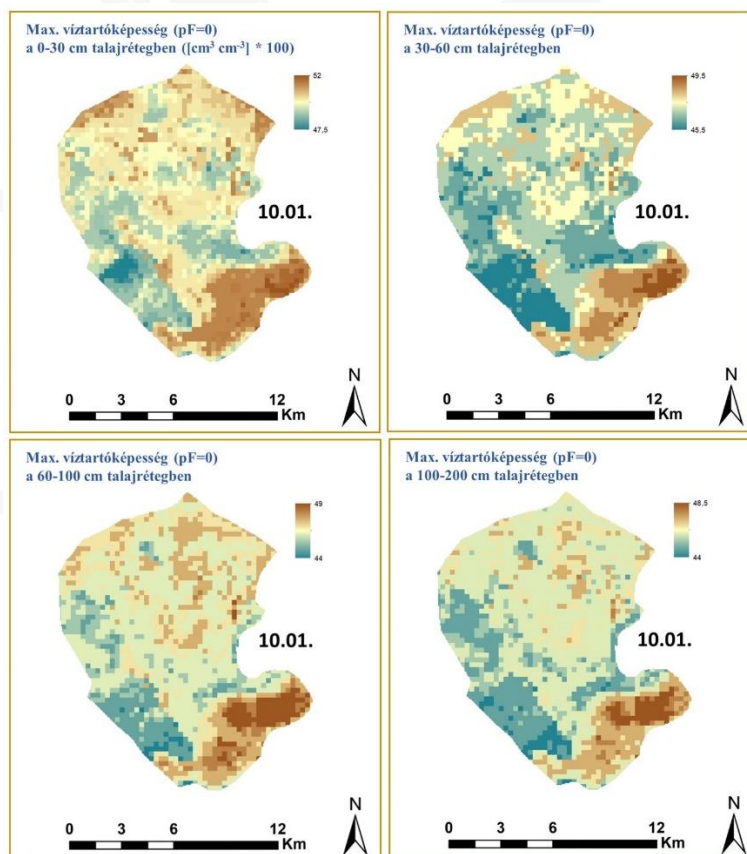 Max. víztartóképesség (pF=0)
a 0-30 cm talajrétegben ([cm³ cm⁻³] * 100)
52
47,5
10.01.
0 3 6 12
Km
N
Max. víztartóképesség (pF=0)
a 30-60 cm talajrétegben
49,5
45,5
10.01.
0 3 6 12
Km
N
Max. víztartóképesség (pF=0)
a 60-100 cm talajrétegben
49
44
10.01.
0 3 6 12
Km
N
Max. víztartóképesség (pF=0)
a 100-200 cm talajrétegben
48,5
44
10.01.
0 3 6 12
Km
N